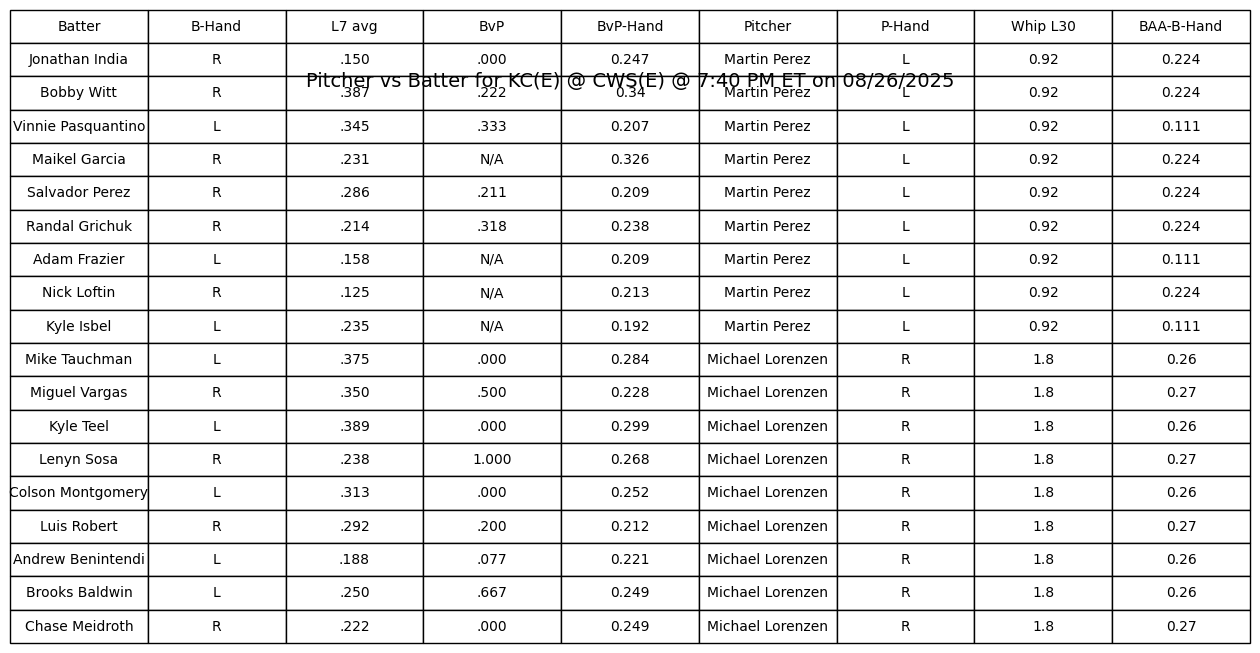 Batter B-Hand L7 avg BvP BvP-Hand Pitcher P-Hand Whip L30 BAA-B-Hand
Jonathan India R .150 .000 0.247 Martin Perez L 0.92 0.224
Pitcher vs Batter for KC(E) @ CWS(E) @ 7:40 PM ET on 08/26/2025
Bobby Witt R .387 .222 0.34 Martin Perez L 0.92 0.224
Vinnie Pasquantino L .345 .333 0.207 Martin Perez L 0.92 0.111
Maikel Garcia R .231 N/A 0.326 Martin Perez L 0.92 0.224
Salvador Perez R .286 .211 0.209 Martin Perez L 0.92 0.224
Randal Grichuk R .214 .318 0.238 Martin Perez L 0.92 0.224
Adam Frazier L .158 N/A 0.209 Martin Perez L 0.92 0.111
Nick Loftin R .125 N/A 0.213 Martin Perez L 0.92 0.224
Kyle Isbel L .235 N/A 0.192 Martin Perez L 0.92 0.111
Mike Tauchman L .375 .000 0.284 Michael Lorenzen R 1.8 0.26
Miguel Vargas R .350 .500 0.228 Michael Lorenzen R 1.8 0.27
Kyle Teel L .389 .000 0.299 Michael Lorenzen R 1.8 0.26
Lenyn Sosa R .238 1.000 0.268 Michael Lorenzen R 1.8 0.27
Colson Montgomery L .313 .000 0.252 Michael Lorenzen R 1.8 0.26
Luis Robert R .292 .200 0.212 Michael Lorenzen R 1.8 0.27
Andrew Benintendi L .188 .077 0.221 Michael Lorenzen R 1.8 0.26
Brooks Baldwin L .250 .667 0.249 Michael Lorenzen R 1.8 0.26
Chase Meidroth R .222 .000 0.249 Michael Lorenzen R 1.8 0.27